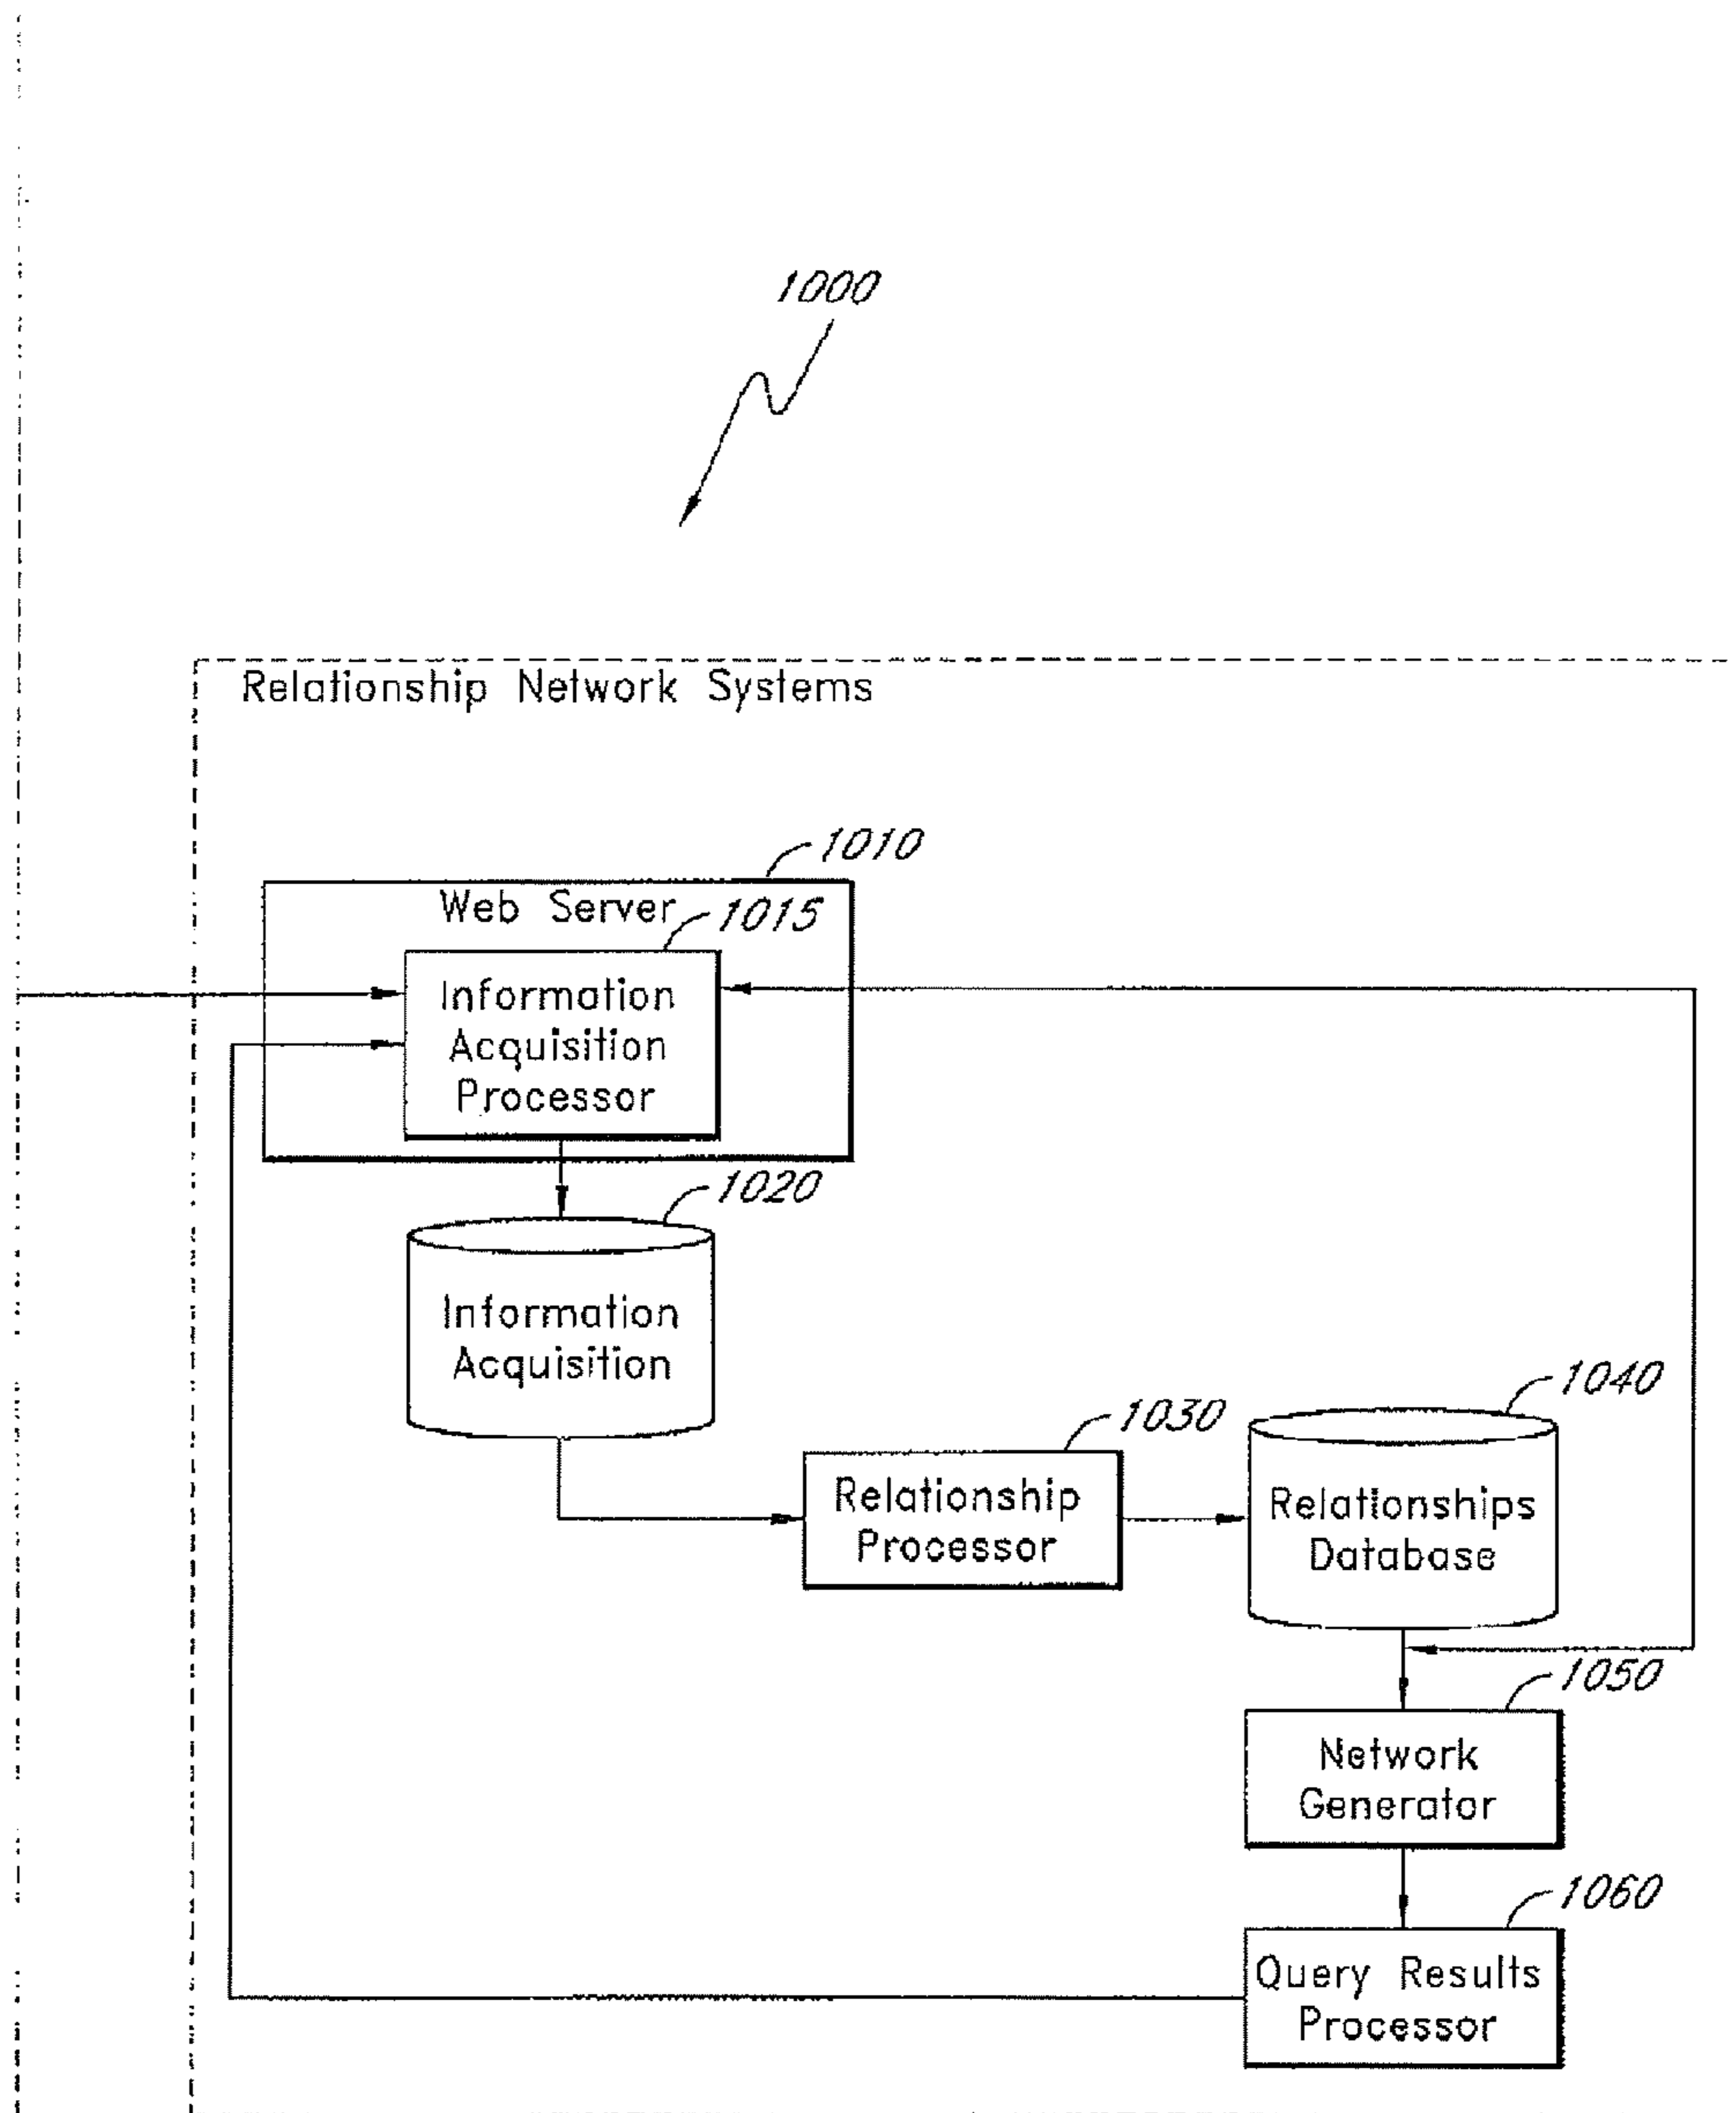 1000
Relationship Network Systems
1010
Web Server
1015
Information
Acquisition
Processor
1020
Information
Acquisition
1030
Relationship
Processor
1040
Relationships
Database
1050
Network
Generator
1060
Query Results
Processor